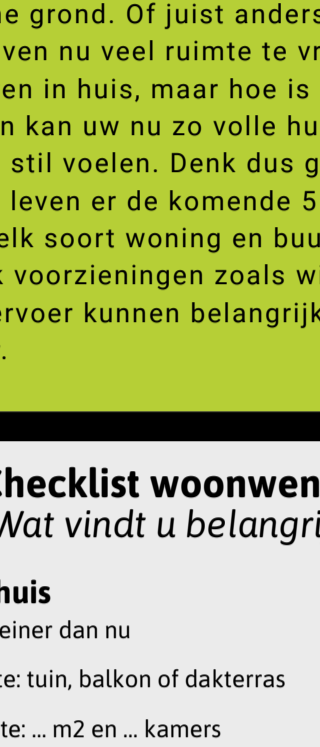 e grond. Of juist anders
ven nu veel ruimte te vr
en in huis, maar hoe is
n kan uw nu zo volle hu
stil voelen. Denk dus g
leven er de komende 5
elk soort woning en buu
k voorzieningen zoals wi
ervoer kunnen belangrijk
.
Checklist woonwen
Wat vindt u belangri
huis
einer dan nu
te: tuin, balkon of dakterras
te: ... m2 en ... kamers